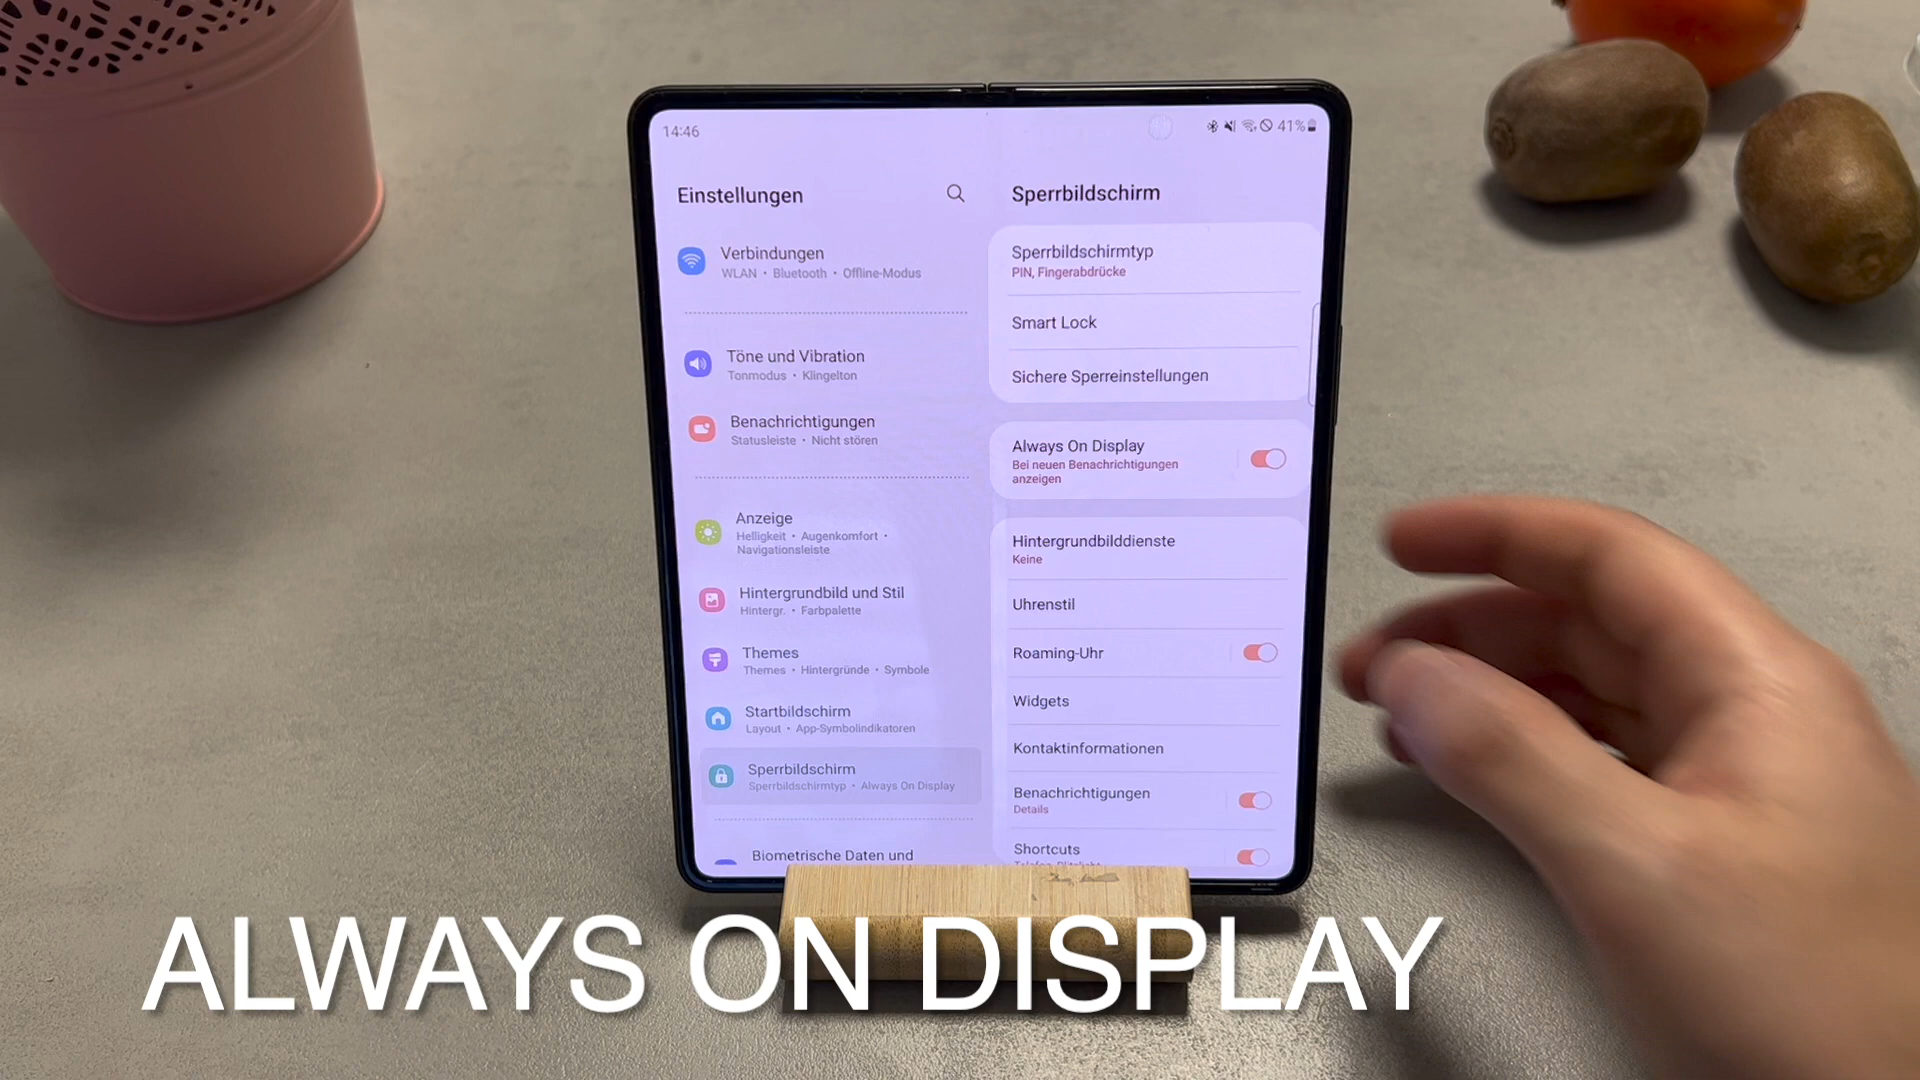 14:46
41%
Einstellungen
Verbindungen
WLAN • Bluetooth • Offline-Modus
Töne und Vibration
Tonmodus • Klingelton
Benachrichtigungen
Statusleiste • Nicht stören
Anzeige
Helligkeit • Augenkomfort •
Navigationsleiste
Hintergrundbild und Stil
Hintergr. • Farbpalette
Themes
Themes • Hintergründe • Symbole
Startbildschirm
Layout • App-Symbolindikatoren
Sperrbildschirm
Sperrbildschirmtyp • Always On Display
Biometrische Daten und
Sperrbildschirm
Sperrbildschirmtyp
PIN, Fingerabdrücke
Smart Lock
Sichere Sperreinstellungen
Always On Display
Bei neuen Benachrichtigungen
anzeigen
Hintergrundbilddienste
Keine
Uhrenstil
Roaming-Uhr
Widgets
Kontaktinformationen
Benachrichtigungen
Details
Shortcuts
ALWAYS ON DISPLAY